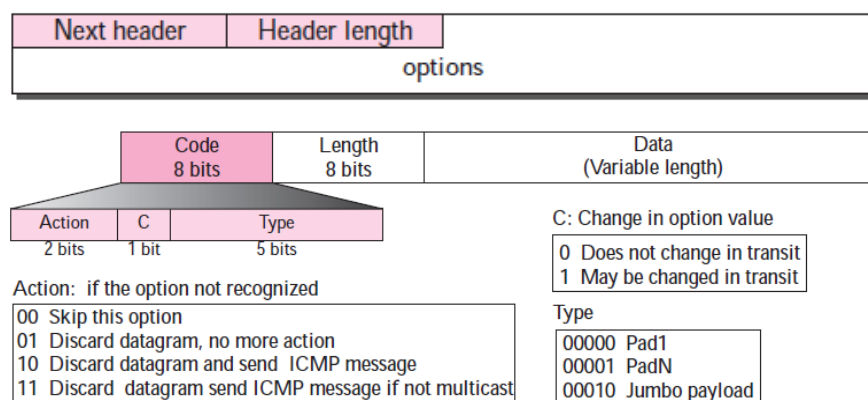 Next header Header length
options
Code Length Data
8 bits 8 bits (Variable length)
Action C Type
2 bits 1 bit 5 bits
C: Change in option value
0 Does not change in transit
1 May be changed in transit
Action: if the option not recognized
00 Skip this option
01 Discard datagram, no more action
10 Discard datagram and send ICMP message
11 Discard datagram send ICMP message if not multicast
Type
00000 Pad1
00001 PadN
00010 Jumbo payload